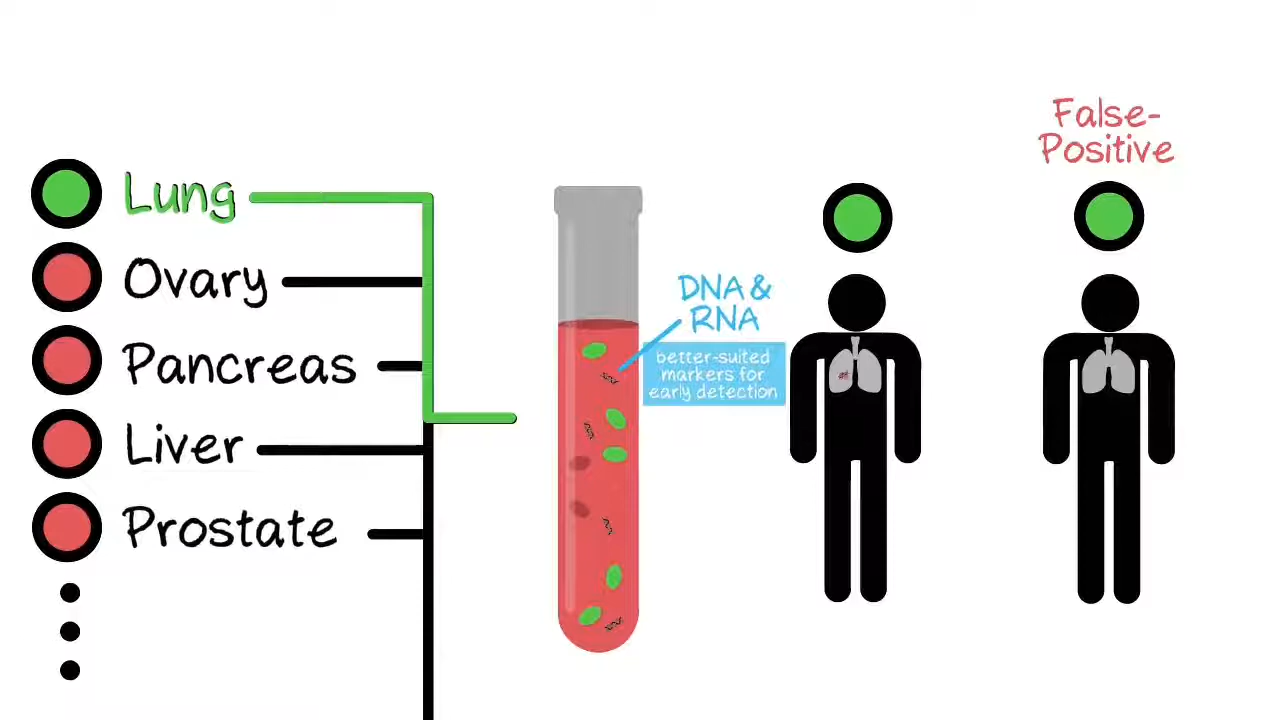 Lung
Ovary
Pancreas
Liver
Prostate
DNA &
RNA
better-suited
markers for
early detection
False-
Positive